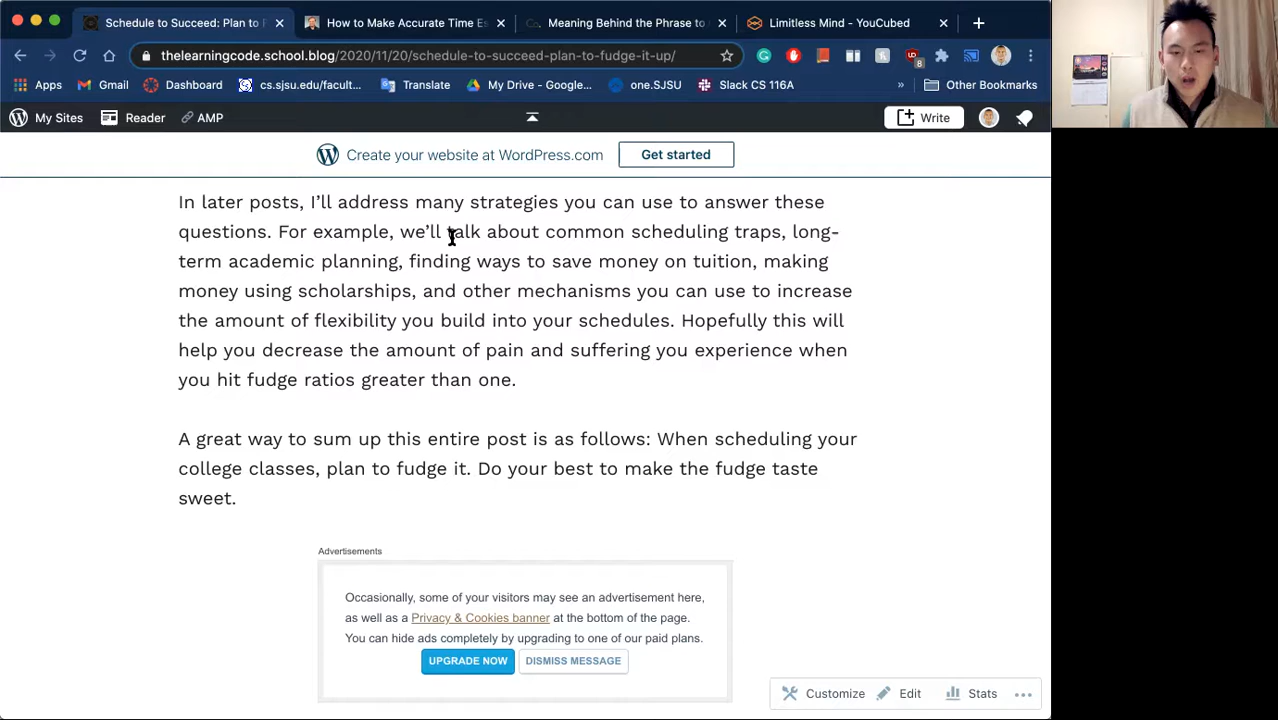 Schedule to Succeed: Plan to F
How to Make Accurate Time Es
Meaning Behind the Phrase to
Limitless Mind - YouCubed
thelearningcode.school.blog/2020/11/20/schedule-to-succeed-plan-to-fudge-it-up/
8
Apps
Gmail
Dashboard
cs.sjsu.edu/facult...
Translate
My Drive - Google...
one.SJSU
Slack CS 116A
»
Other Bookmarks
My Sites
Reader
AMP
Write
Create your website at WordPress.com
Get started
In later posts, I’ll address many strategies you can use to answer these
questions. For example, we’ll talk about common scheduling traps, long-
term academic planning, finding ways to save money on tuition, making
money using scholarships, and other mechanisms you can use to increase
the amount of flexibility you build into your schedules. Hopefully this will
help you decrease the amount of pain and suffering you experience when
you hit fudge ratios greater than one.
A great way to sum up this entire post is as follows: When scheduling your
college classes, plan to fudge it. Do your best to make the fudge taste
sweet.
Advertisements
Occasionally, some of your visitors may see an advertisement here,
as well as a Privacy & Cookies banner at the bottom of the page.
You can hide ads completely by upgrading to one of our paid plans.
UPGRADE NOW
DISMISS MESSAGE
Customize
Edit
Stats